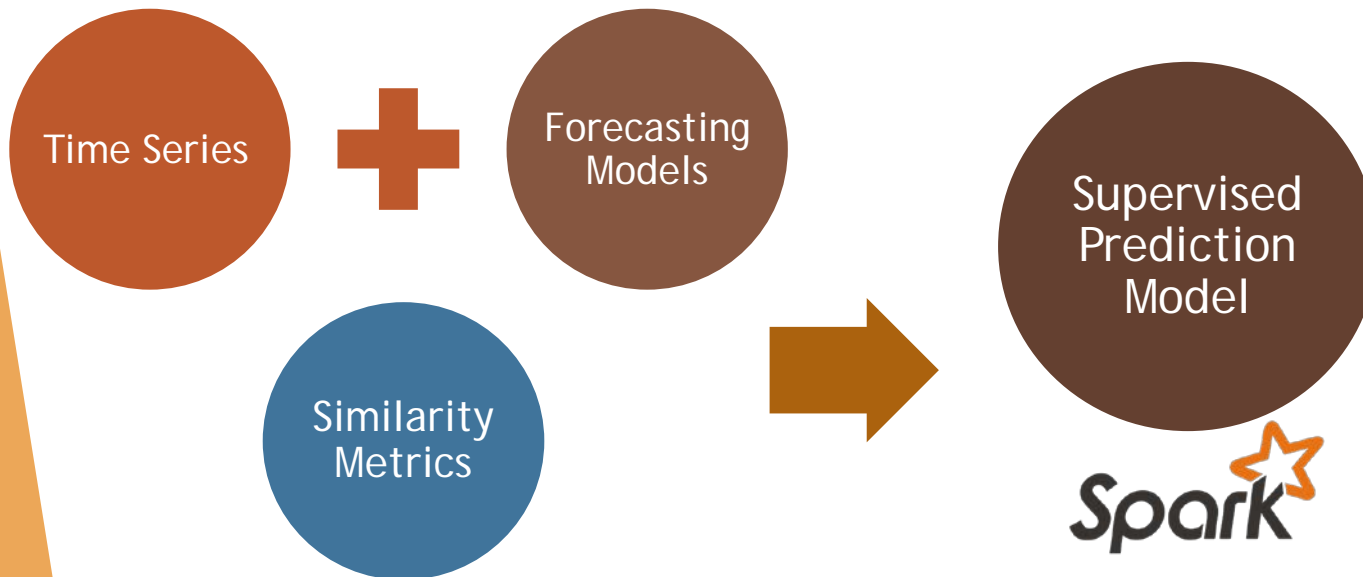 Time Series
Forecasting
Models
Similarity
Metrics
Supervised
Prediction
Model
Spark